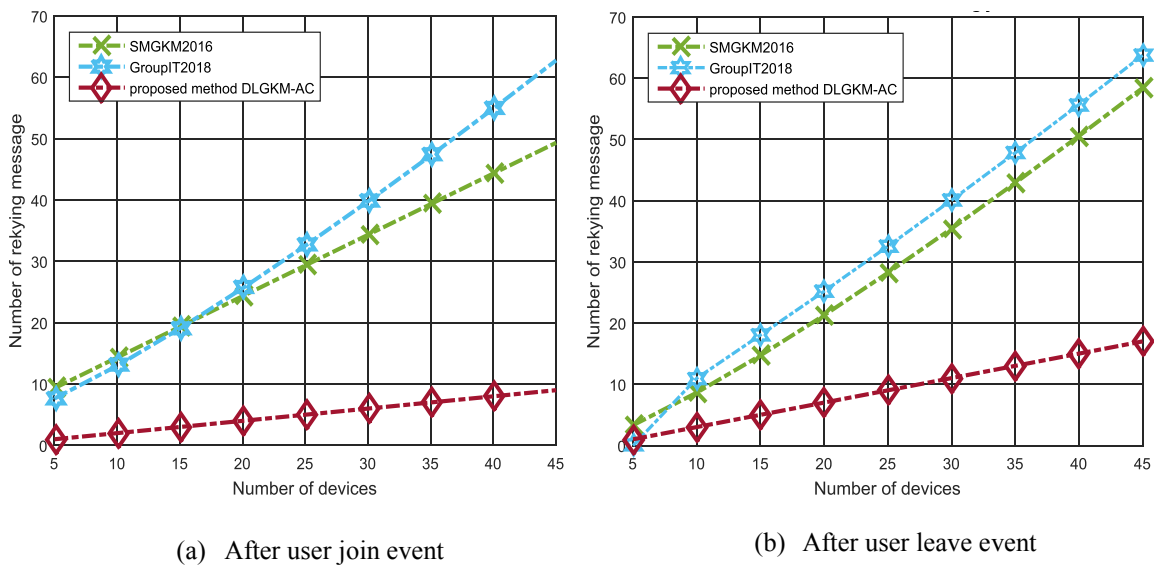 70
60
50
40
30
20
10
0
5 10 15 20 25 30 35 40 45
Number of rekying message
Number of devices
SMGKM2016
GroupIT2018
proposed method DLGKM-AC
(a) After user join event
70
60
50
40
30
20
10
0
5 10 15 20 25 30 35 40 45
Number of rekying message
Number of devices
SMGKM2016
GroupIT2018
proposed method DLGKM-AC
(b) After user leave event